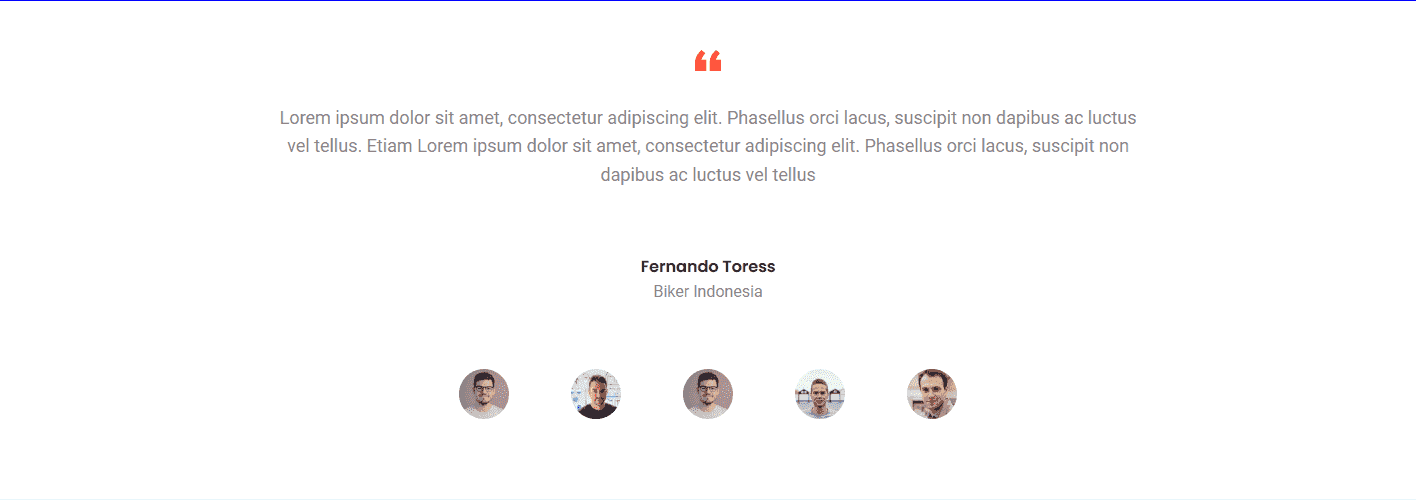 ❝
Lorem ipsum dolor sit amet, consectetur adipiscing elit. Phasellus orci lacus, suscipit non dapibus ac luctus
vel tellus. Etiam Lorem ipsum dolor sit amet, consectetur adipiscing elit. Phasellus orci lacus, suscipit non
dapibus ac luctus vel tellus
Fernando Toress
Biker Indonesia